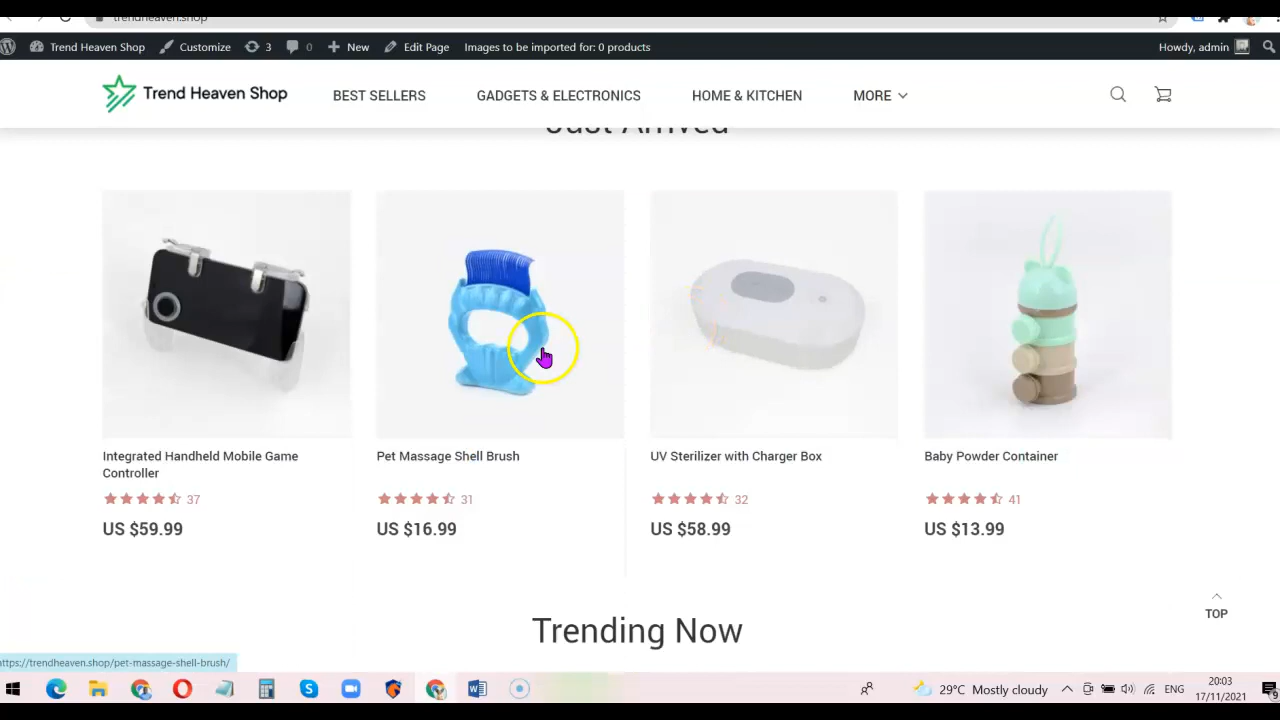 trendheaven.shop
Trend Heaven Shop Customize 3 0 New Edit Page Images to be imported for: 0 products Howdy, admin
Trend Heaven Shop BEST SELLERS GADGETS & ELECTRONICS HOME & KITCHEN MORE
Just Arrived
Integrated Handheld Mobile Game Controller
37
US $59.99
Pet Massage Shell Brush
31
US $16.99
UV Sterilizer with Charger Box
32
US $58.99
Baby Powder Container
41
US $13.99
TOP
Trending Now
https://trendheaven.shop/pet-massage-shell-brush/
29°C Mostly cloudy ENG 20:03
17/11/2021